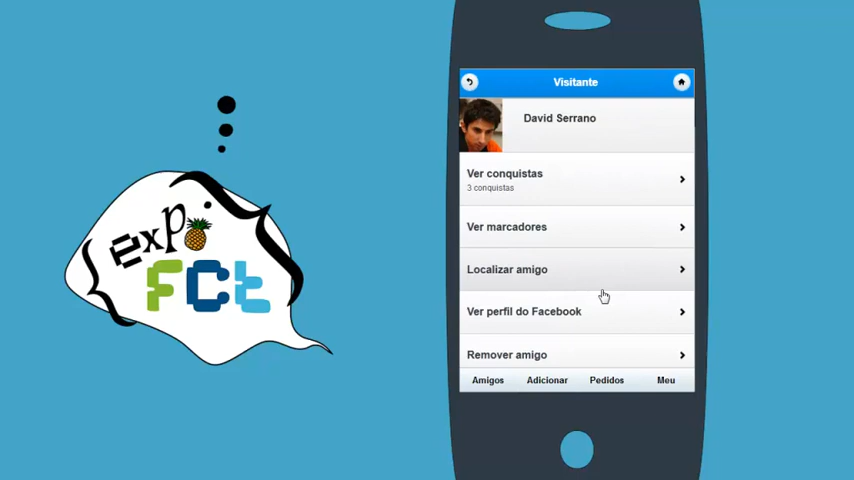 expo
FCt
Visitante
David Serrano
Ver conquistas
3 conquistas
Ver marcadores
Localizar amigo
Ver perfil do Facebook
Remover amigo
Amigos Adicionar Pedidos Meu